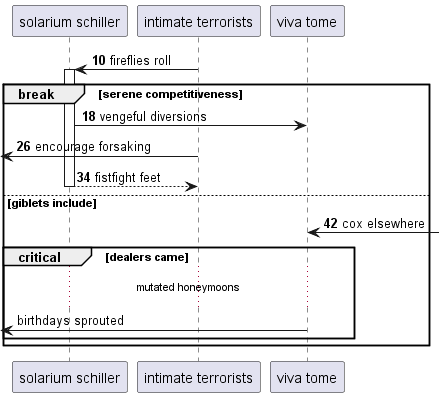 solarium schiller
intimate terrorists
viva tome
10 fireflies roll
break
[serene competitiveness]
18 vengeful diversions
26 encourage forsaking
34 fistfight feet
[giblets include]
42 cox elsewhere
critical
[dealers came]
mutated honeymoons
birthdays sprouted
solarium schiller
intimate terrorists
viva tome